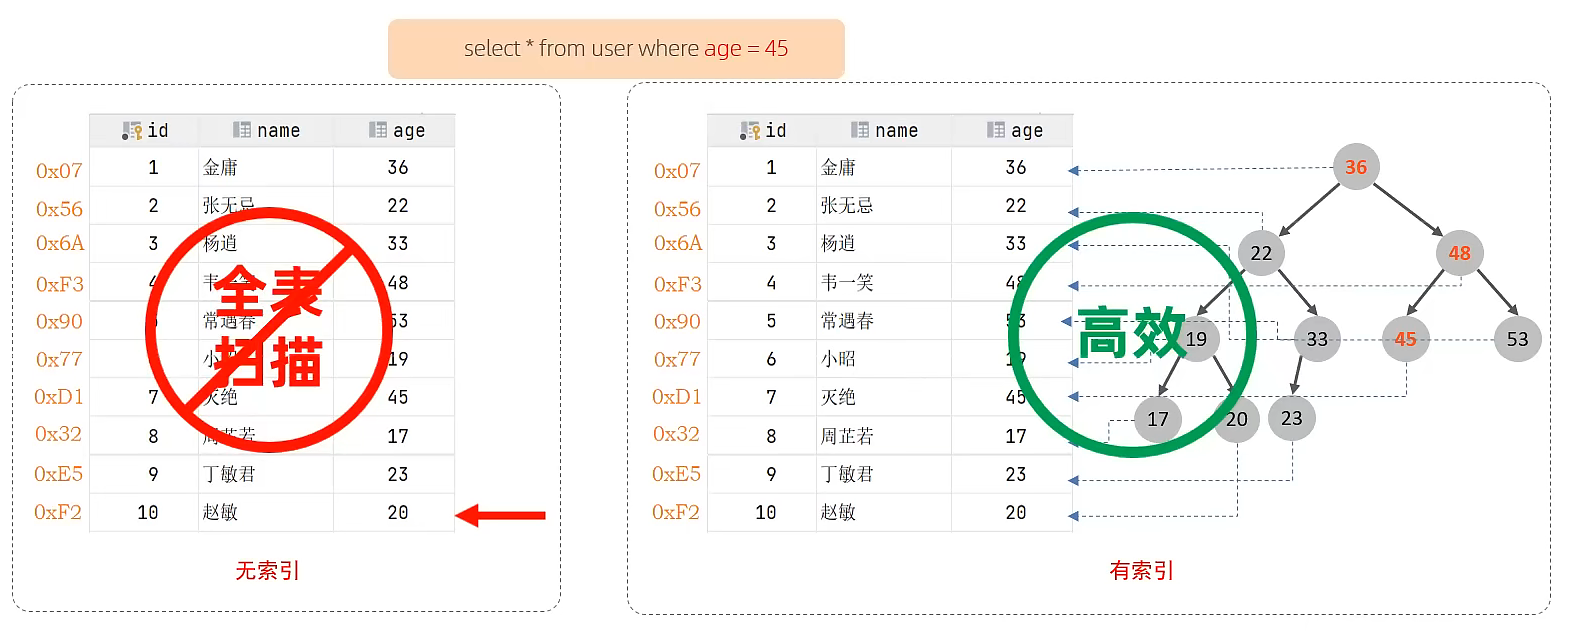 select * from user where age = 45
id name age
0x07 1 金庸 36
0x56 2 张无忌 22
0x6A 3 杨逍 33
0xF3 4 韦一笑 48
0x90 5 常遇春 53
0x77 6 小昭 19
0xD1 7 灭绝 45
0x32 8 周芷若 17
0xE5 9 丁敏君 23
0xF2 10 赵敏 20
全表
扫描
无索引
id name age
0x07 1 金庸 36
0x56 2 张无忌 22
0x6A 3 杨逍 33
0xF3 4 韦一笑 48
0x90 5 常遇春 53
0x77 6 小昭 19
0xD1 7 灭绝 45
0x32 8 周芷若 17
0xE5 9 丁敏君 23
0xF2 10 赵敏 20
高效
36
22 48
19 33 45 53
17 20 23
有索引